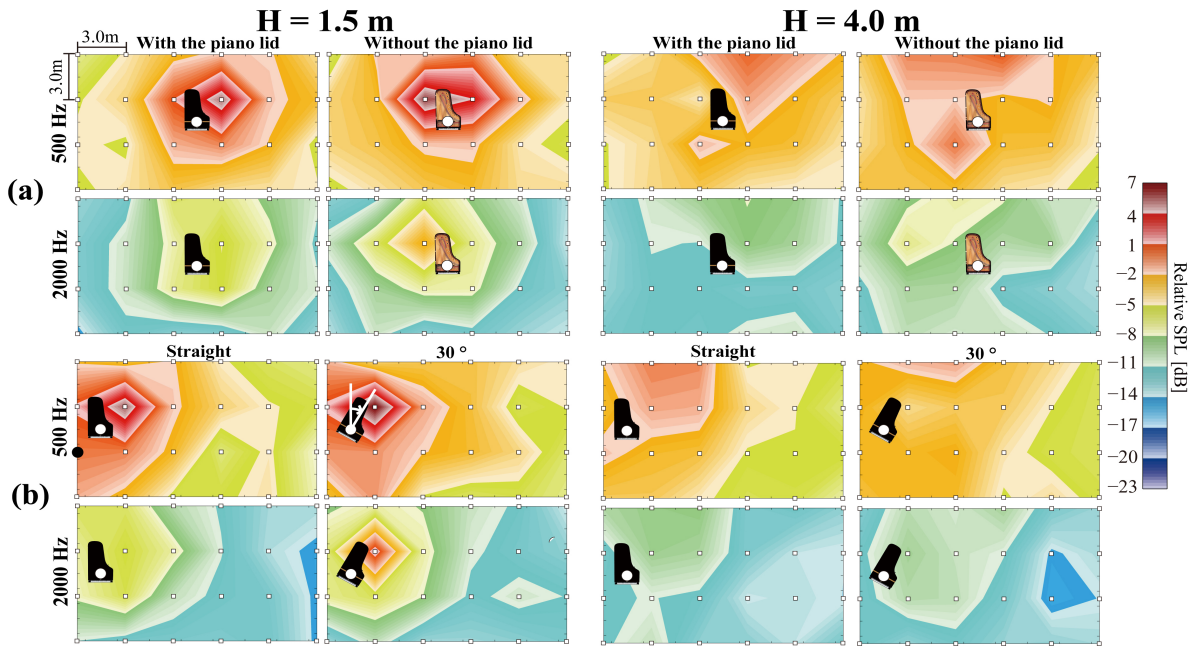 H = 1.5 m H = 4.0 m
3.0m With the piano lid Without the piano lid With the piano lid Without the piano lid
3.0m
500 Hz
(a)
2000 Hz
Straight 30 ° Straight 30 °
500 Hz
(b)
2000 Hz
7
4
1
−2
−5
−8
−11
−14
−17
−20
−23
Relative SPL [dB]